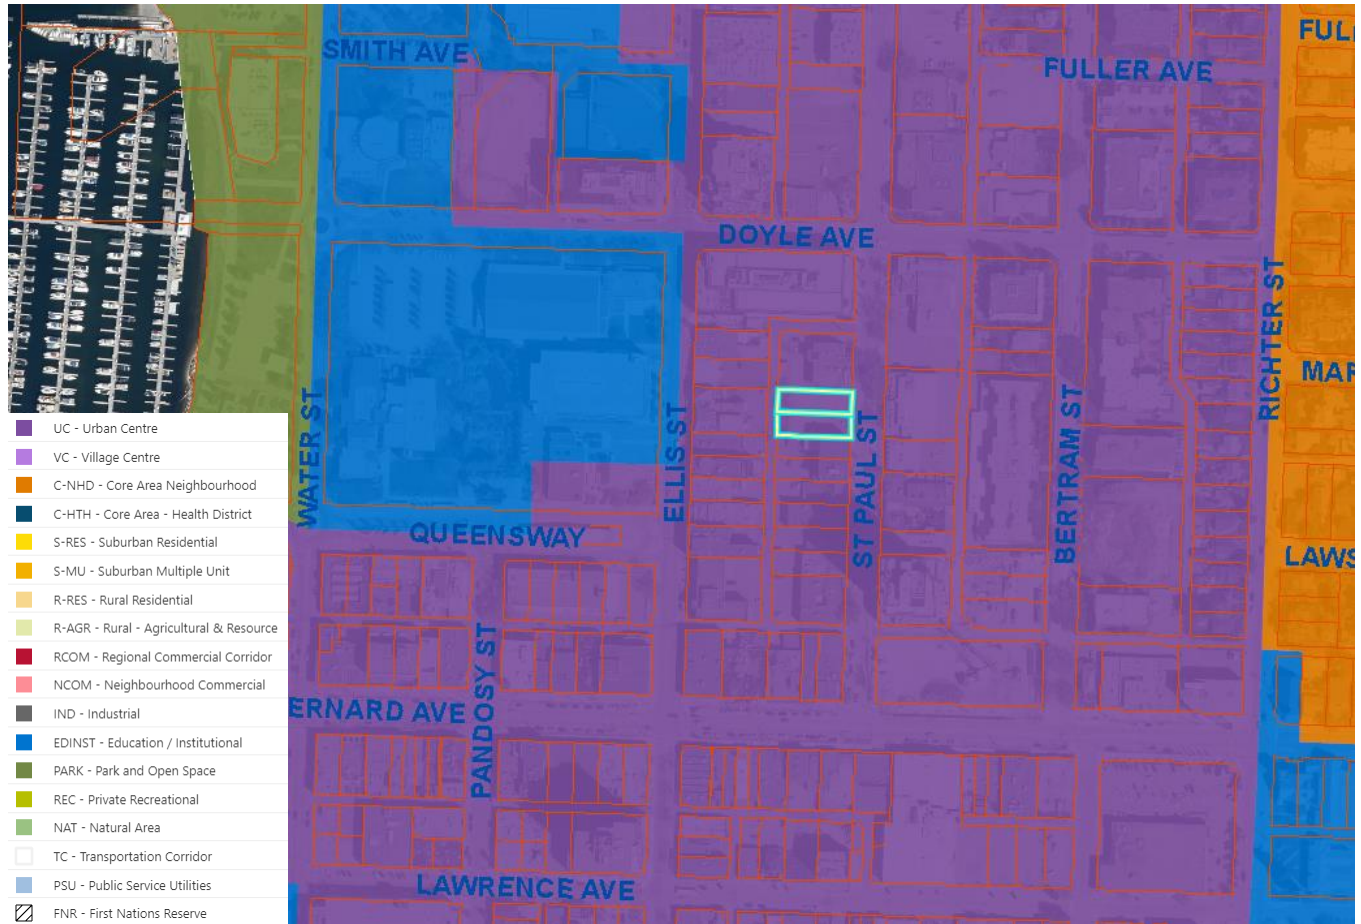 SMITH AVE
FUL
FULLER AVE
DOYLE AVE
RICHTER ST
MAR
WATER ST
ELLIS ST
ST PAUL ST
BERTRAM ST
QUEENSWAY
LAWS
PANDOSY ST
ERNARD AVE
LAWRENCE AVE
UC - Urban Centre
VC - Village Centre
C-NHD - Core Area Neighbourhood
C-HTH - Core Area - Health District
S-RES - Suburban Residential
S-MU - Suburban Multiple Unit
R-RES - Rural Residential
R-AGR - Rural - Agricultural & Resource
RCOM - Regional Commercial Corridor
NCOM - Neighbourhood Commercial
IND - Industrial
EDINST - Education / Institutional
PARK - Park and Open Space
REC - Private Recreational
NAT - Natural Area
TC - Transportation Corridor
PSU - Public Service Utilities
FNR - First Nations Reserve